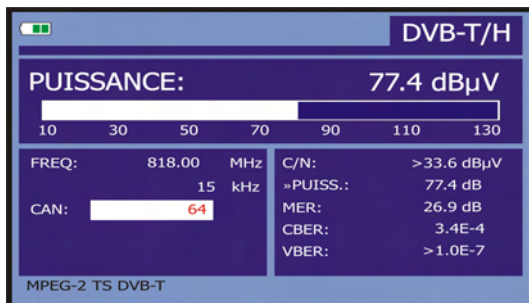 DVB-T/H
PUISSANCE: 77.4 dBµV
10 30 50 70 90 110 130
FREQ: 818.00 MHz
15 kHz
CAN: 64
C/N: >33.6 dBµV
»PUISS.: 77.4 dB
MER: 26.9 dB
CBER: 3.4E-4
VBER: >1.0E-7
MPEG-2 TS DVB-T